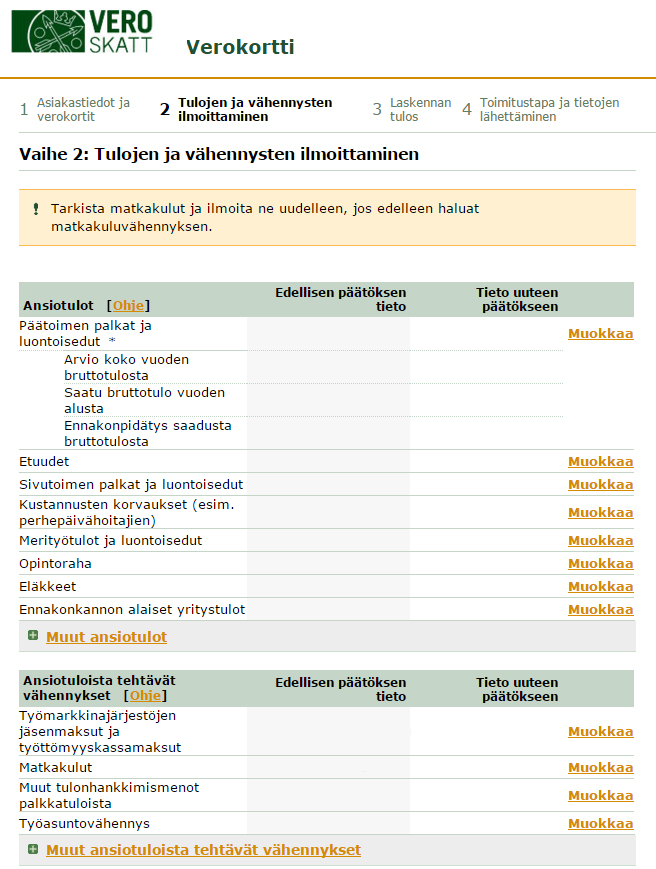 VERO
SKATT
Verokortti
1 Asiakastiedot ja
verokortit
2 Tulojen ja vähennysten
ilmoittaminen
3 Laskennan
tulos
4 Toimitustapa ja tietojen
lähettäminen
Vaihe 2: Tulojen ja vähennysten ilmoittaminen
! Tarkista matkakulut ja ilmoita ne uudelleen, jos edelleen haluat
matkakuluvähennyksen.
Ansiotulot [Ohje]
Edellisen päätöksen
tieto
Tieto uuteen
päätökseen
Päätoimen palkat ja
luontoisedut *
Muokkaa
Arvio koko vuoden
bruttotulosta
Saatu bruttotulo vuoden
alusta
Ennakonpidätys saadusta
bruttotulosta
Etuudet Muokkaa
Sivutoimen palkat ja luontoisedut Muokkaa
Kustannusten korvaukset (esim.
perhepäivähoitajien)
Muokkaa
Merityötulot ja luontoisedut Muokkaa
Opintoraha Muokkaa
Eläkkeet Muokkaa
Ennakonkannon alaiset yritystulot Muokkaa
Muut ansiotulot
Ansiotuloista tehtävät
vähennykset [Ohje]
Edellisen päätöksen
tieto
Tieto uuteen
päätökseen
Työmarkkinajärjestöjen
jäsenmaksut ja
työttömyyskassamaksut
Muokkaa
Matkakulut Muokkaa
Muut tulonhankkimismenot
palkkatuloista
Muokkaa
Työasuntovähennys Muokkaa
Muut ansiotuloista tehtävät vähennykset